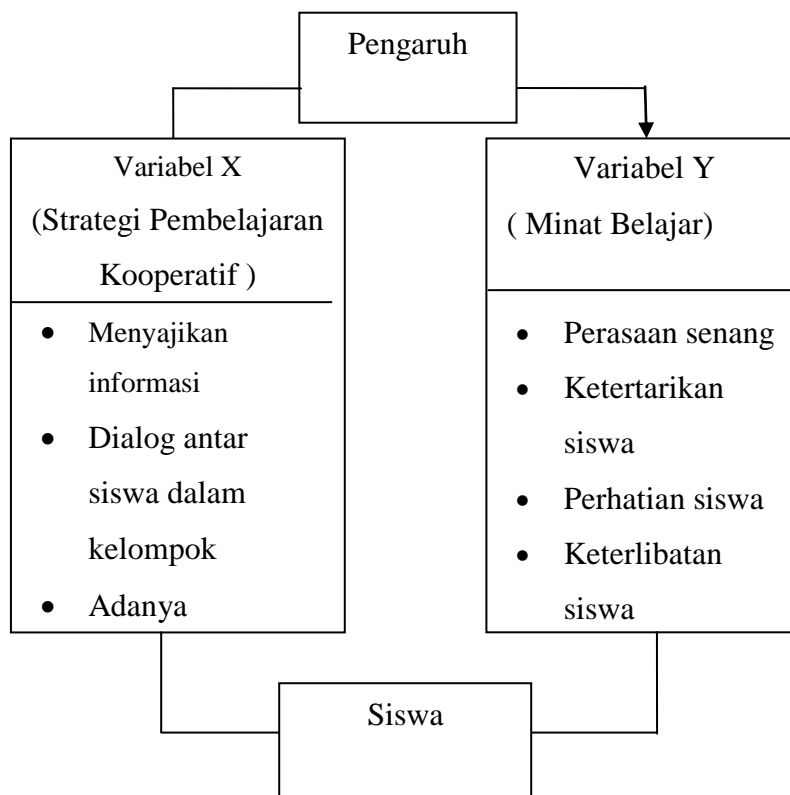 Pengaruh
Variabel X
(Strategi Pembelajaran
Kooperatif )
• Menyajikan
informasi
• Dialog antar
siswa dalam
kelompok
• Adanya
Variabel Y
( Minat Belajar)
• Perasaan senang
• Ketertarikan
siswa
• Perhatian siswa
• Keterlibatan
siswa
Siswa